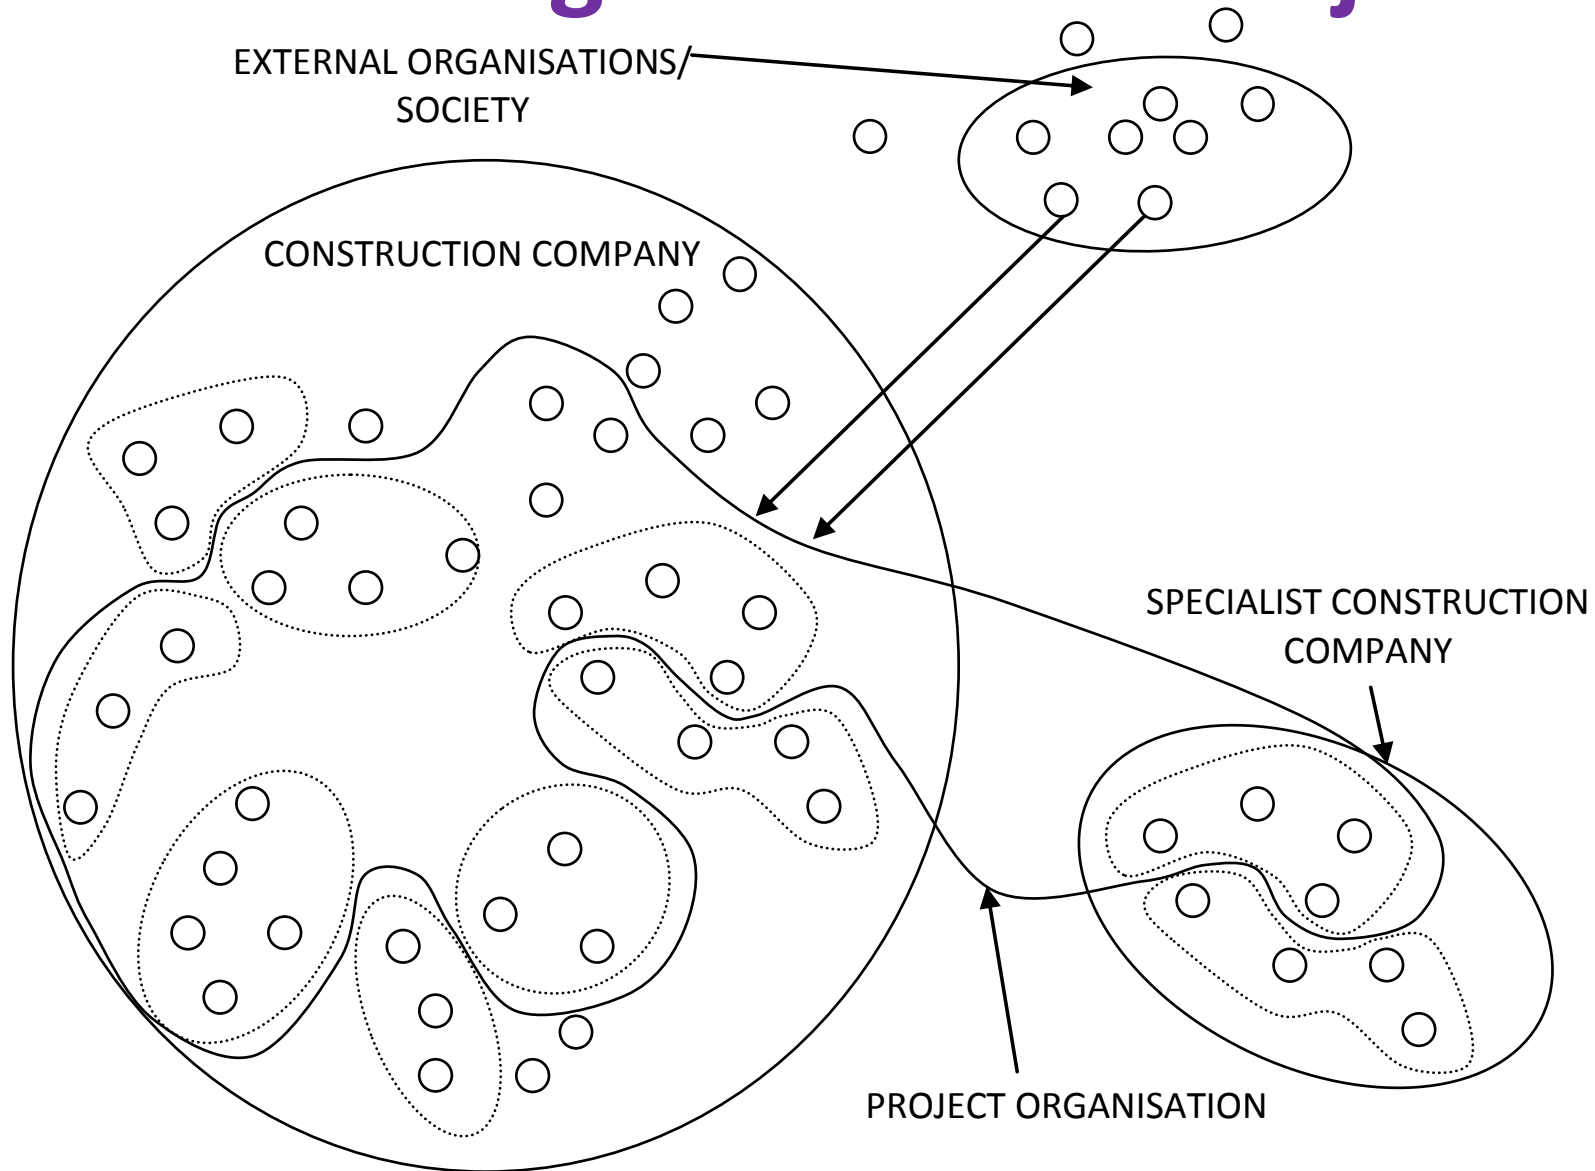 EXTERNAL ORGANISATIONS/
SOCIETY
CONSTRUCTION COMPANY
SPECIALIST CONSTRUCTION
COMPANY
PROJECT ORGANISATION